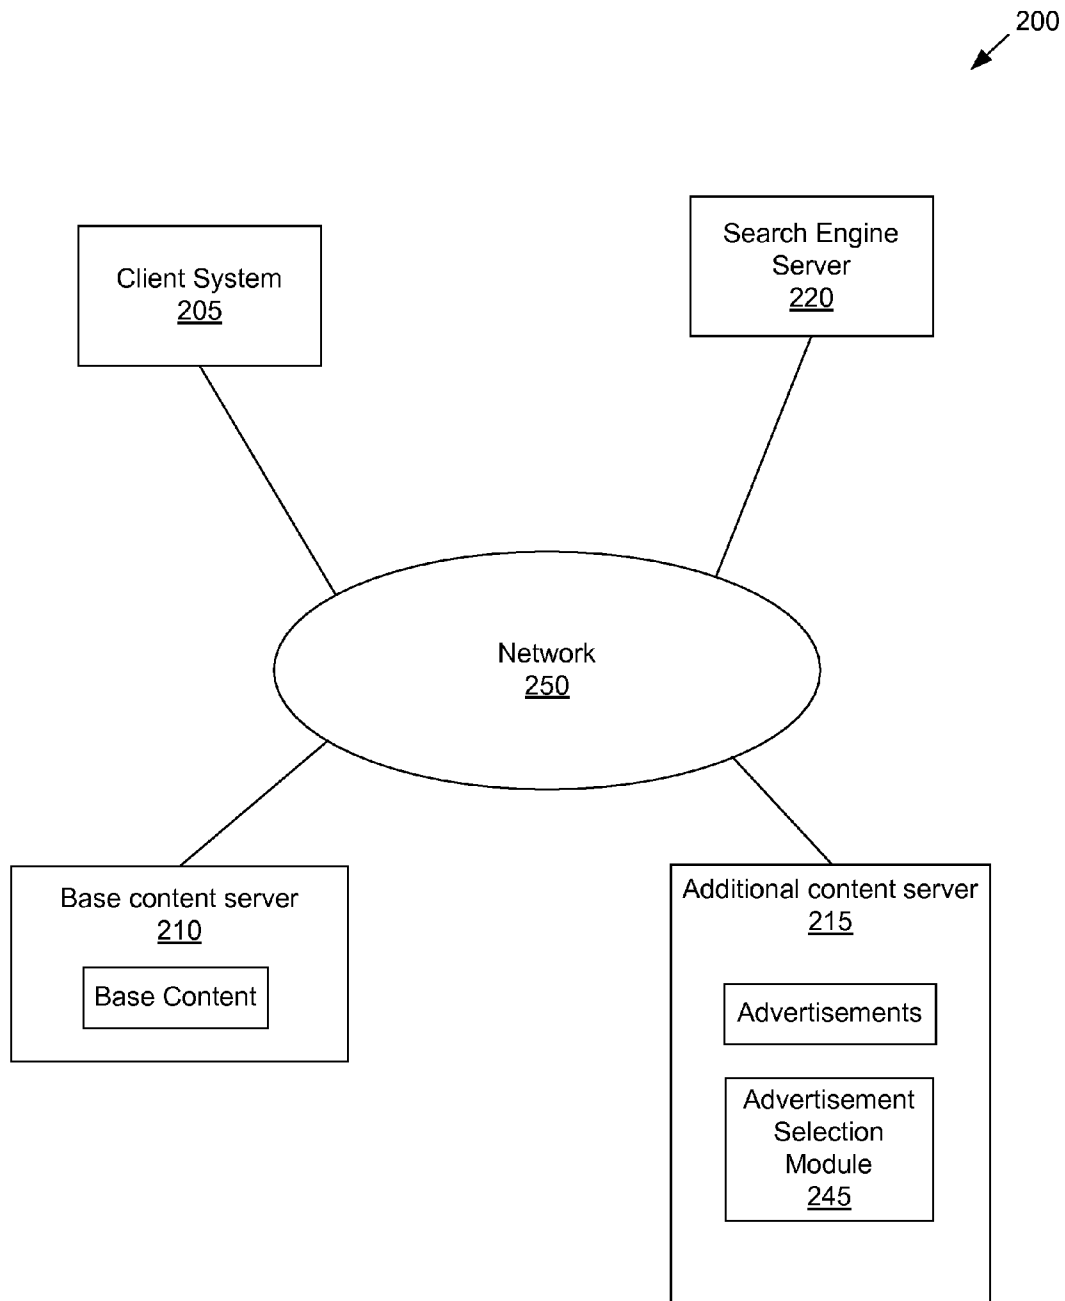 200
Client System
205
Search Engine
Server
220
Network
250
Base content server
210
Base Content
Additional content server
215
Advertisements
Advertisement
Selection
Module
245